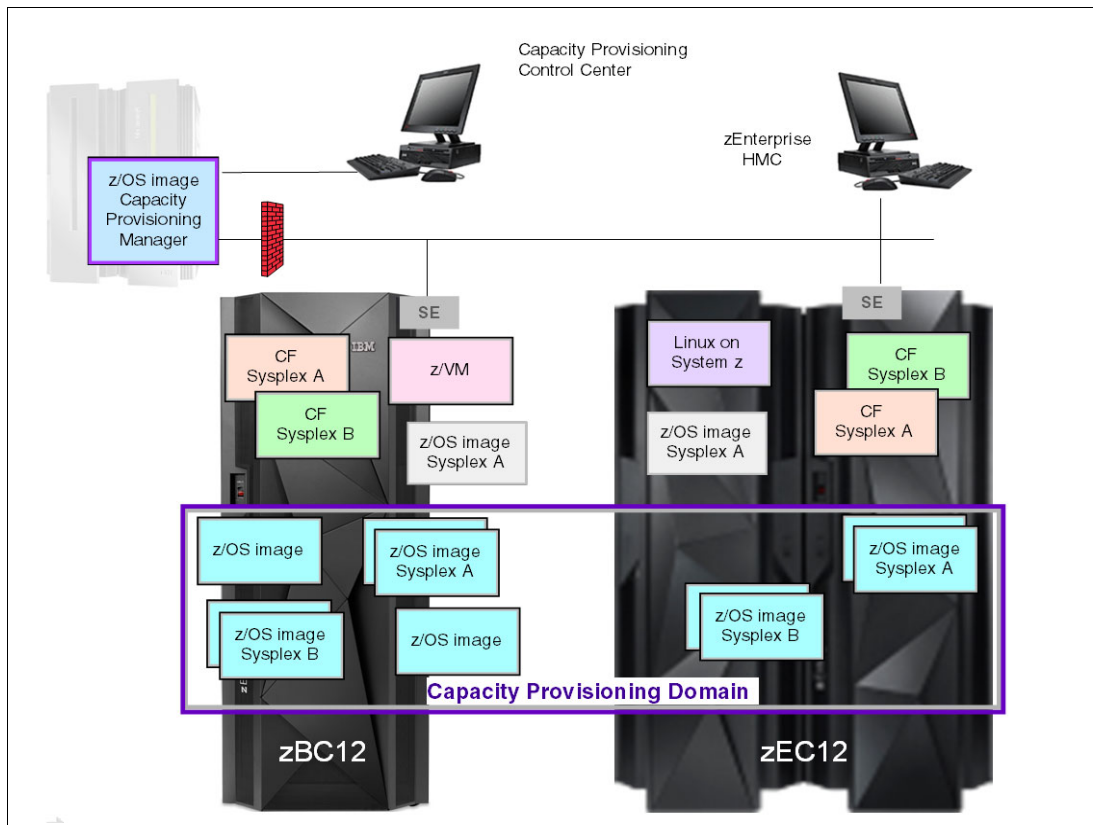 Capacity Provisioning
Control Center
zEnterprise
HMC
z/OS image
Capacity
Provisioning
Manager
SE
SE
CF
Sysplex A
IBM
z/VM
CF
Sysplex B
z/OS image
Sysplex A
Linux on
System z
CF
Sysplex B
CF
Sysplex A
z/OS image
Sysplex A
z/OS image
z/OS image
Sysplex A
z/OS image
Sysplex B
z/OS image
z/OS image
Sysplex A
z/OS image
Sysplex B
Capacity Provisioning Domain
zBC12
zEC12